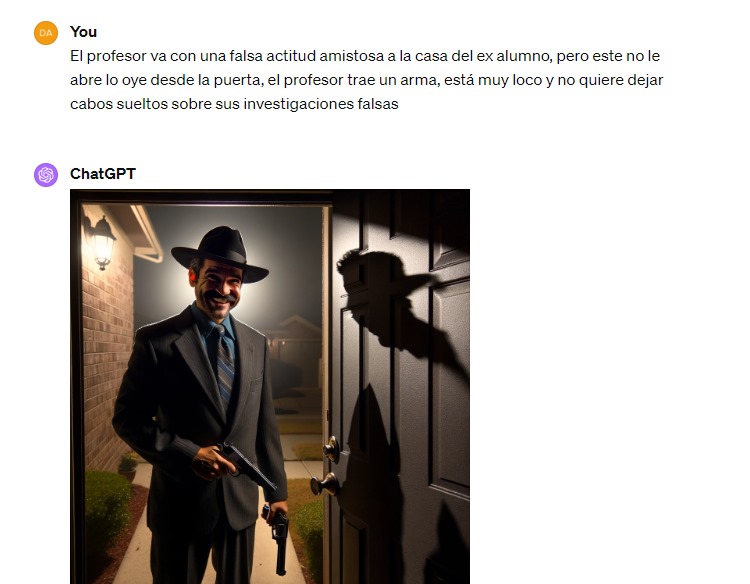 DA
You
El profesor va con una falsa actitud amistosa a la casa del ex alumno, pero este no le
abre lo oye desde la puerta, el profesor trae un arma, está muy loco y no quiere dejar
cabos sueltos sobre sus investigaciones falsas
ChatGPT